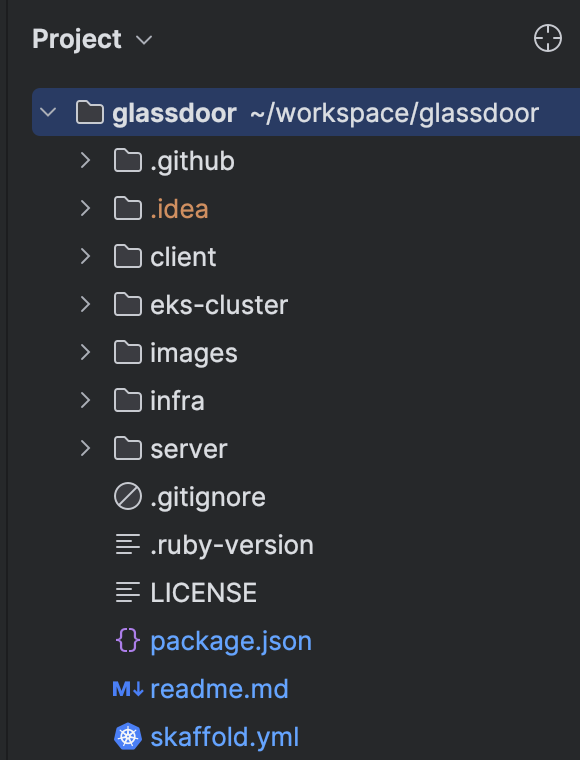 Project
glassdoor ~/workspace/glassdoor
.github
.idea
client
eks-cluster
images
infra
server
.gitignore
.ruby-version
LICENSE
{} package.json
M↓ readme.md
skaffold.yml